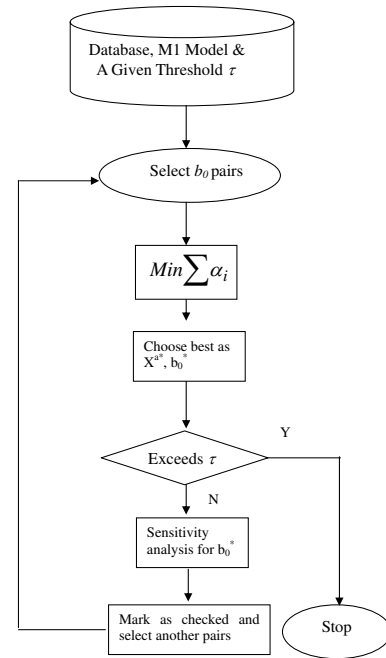 Database, M1 Model &
A Given Threshold τ
Select b₀ pairs
Min∑αᵢ
Choose best as
Xᵃ*, b₀*
Exceeds τ
Y
N
Sensitivity
analysis for b₀*
Mark as checked and
select another pairs
Stop